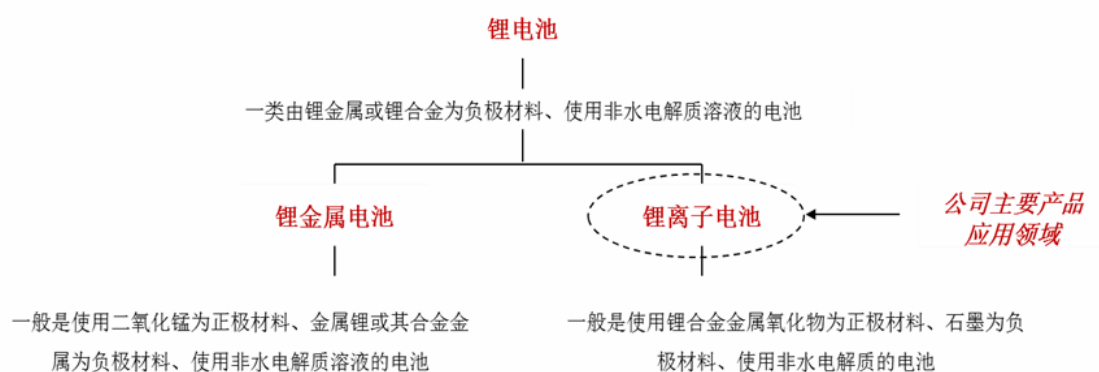 锂电池
一类由锂金属或锂合金为负极材料、使用非水电解质溶液的电池
锂金属电池
锂离子电池
公司主要产品
应用领域
一般是使用二氧化锰为正极材料、金属锂或其合金金
属为负极材料、使用非水电解质溶液的电池
一般是使用锂合金金属氧化物为正极材料、石墨为负
极材料、使用非水电解质的电池